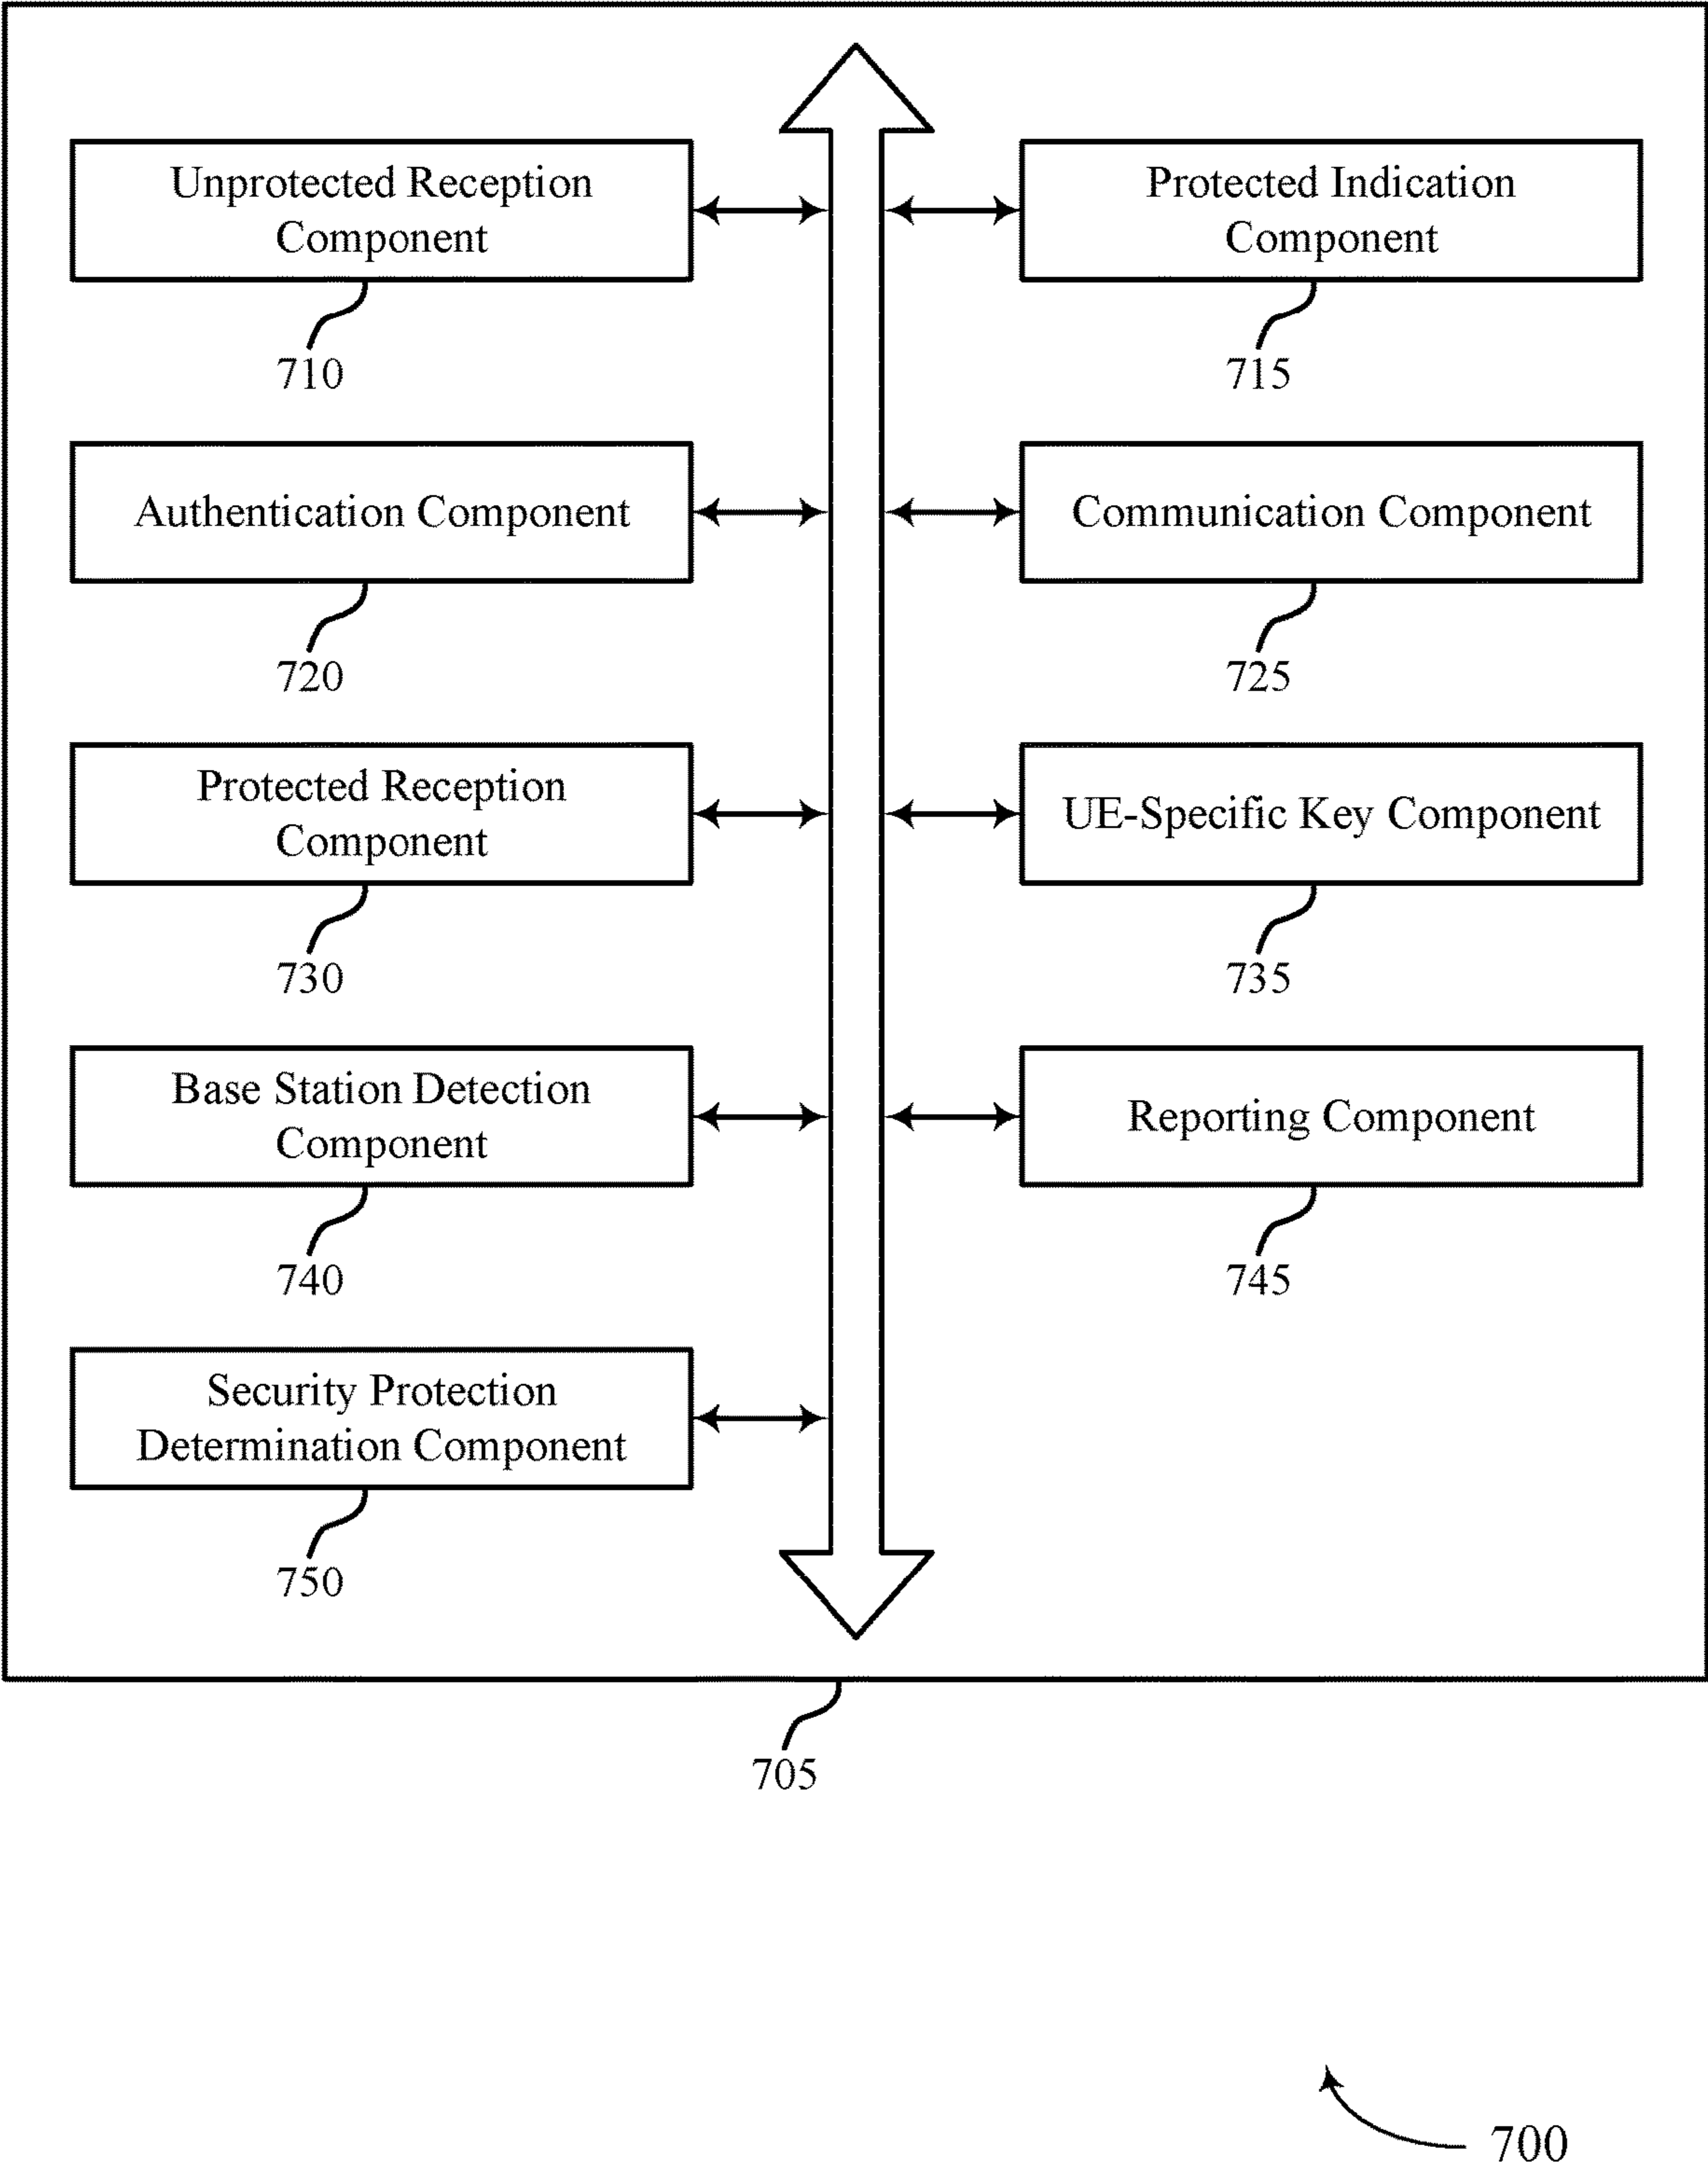 Unprotected Reception
Component
710
Protected Indication
Component
715
Authentication Component
720
Communication Component
725
Protected Reception
Component
730
UE-Specific Key Component
735
Base Station Detection
Component
740
Reporting Component
745
Security Protection
Determination Component
750
705
700